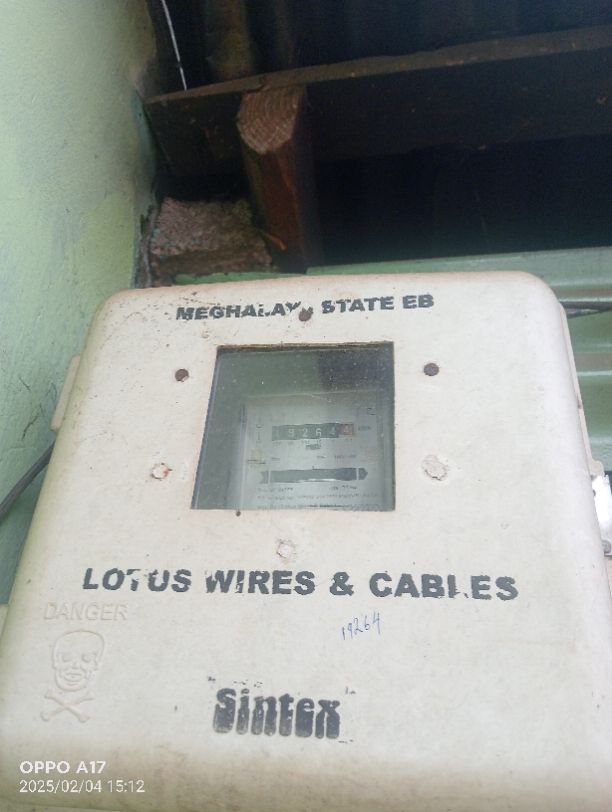 MEGHALAYA STATE EB
19264
LOTUS WIRES & CABLES
DANGER
19264
Sintex
OPPO A17
2025/02/04 15:12